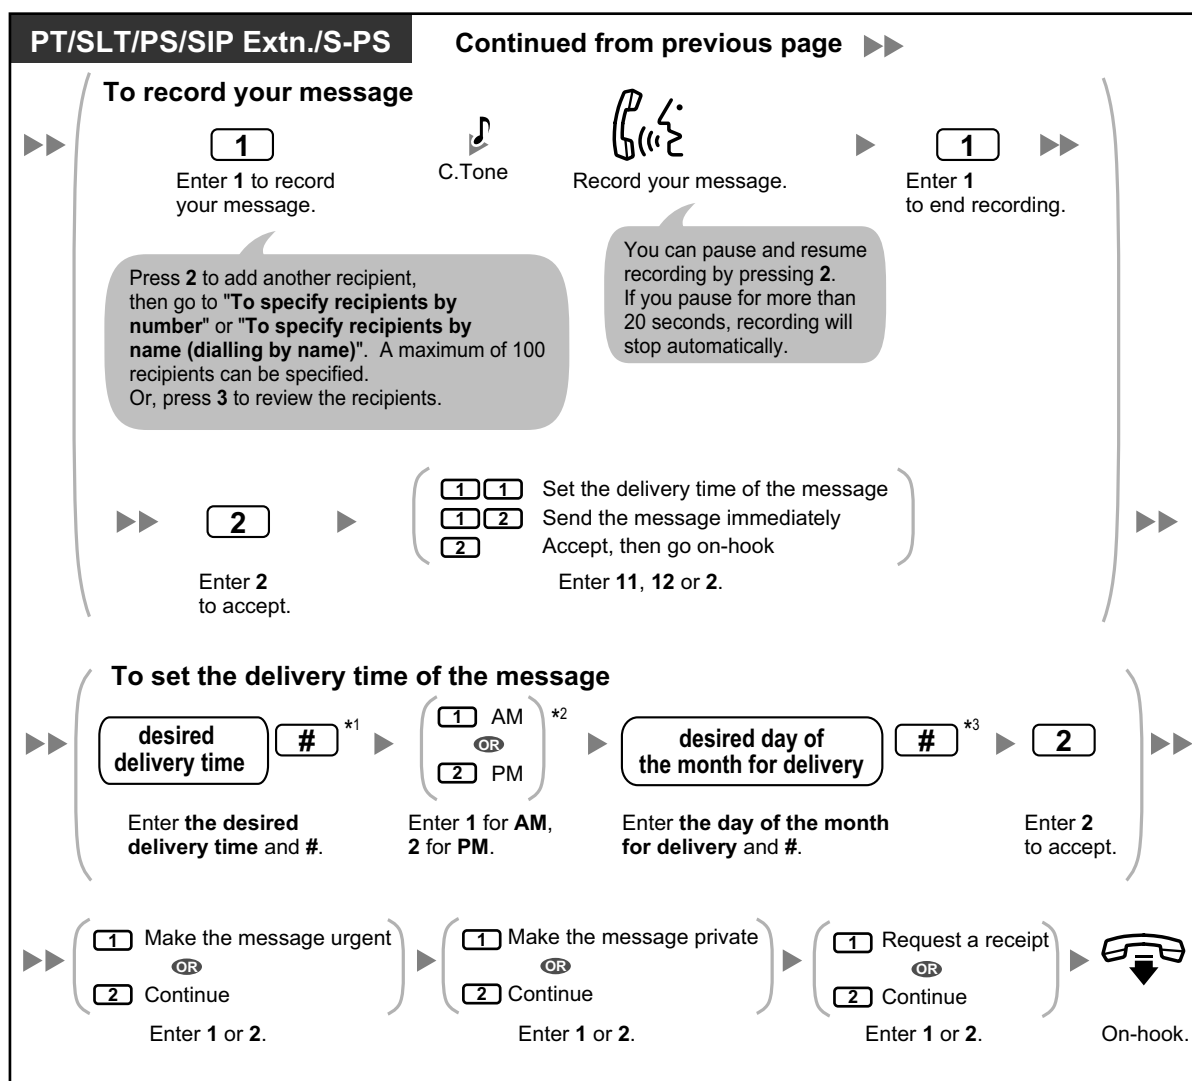 PT/SLT/PS/SIP Extn./S-PS
Continued from previous page
To record your message
1
C.Tone
1
Enter 1 to record
your message.
Record your message.
Enter 1
to end recording.
Press 2 to add another recipient,
then go to "To specify recipients by
number" or "To specify recipients by
name (dialling by name)".  A maximum of 100
recipients can be specified.
Or, press 3 to review the recipients.
You can pause and resume
recording by pressing 2.
If you pause for more than
20 seconds, recording will
stop automatically.
2
1 1 Set the delivery time of the message
1 2 Send the message immediately
2 Accept, then go on-hook
Enter 2
to accept.
Enter 11, 12 or 2.
To set the delivery time of the message
desired
delivery time
# *1
1 AM
OR
2 PM
*2
desired day of
the month for delivery
# *3
2
Enter the desired
delivery time and #.
Enter 1 for AM,
2 for PM.
Enter the day of the month
for delivery and #.
Enter 2
to accept.
1 Make the message urgent
OR
2 Continue
Enter 1 or 2.
1 Make the message private
OR
2 Continue
Enter 1 or 2.
1 Request a receipt
OR
2 Continue
Enter 1 or 2.
On-hook.